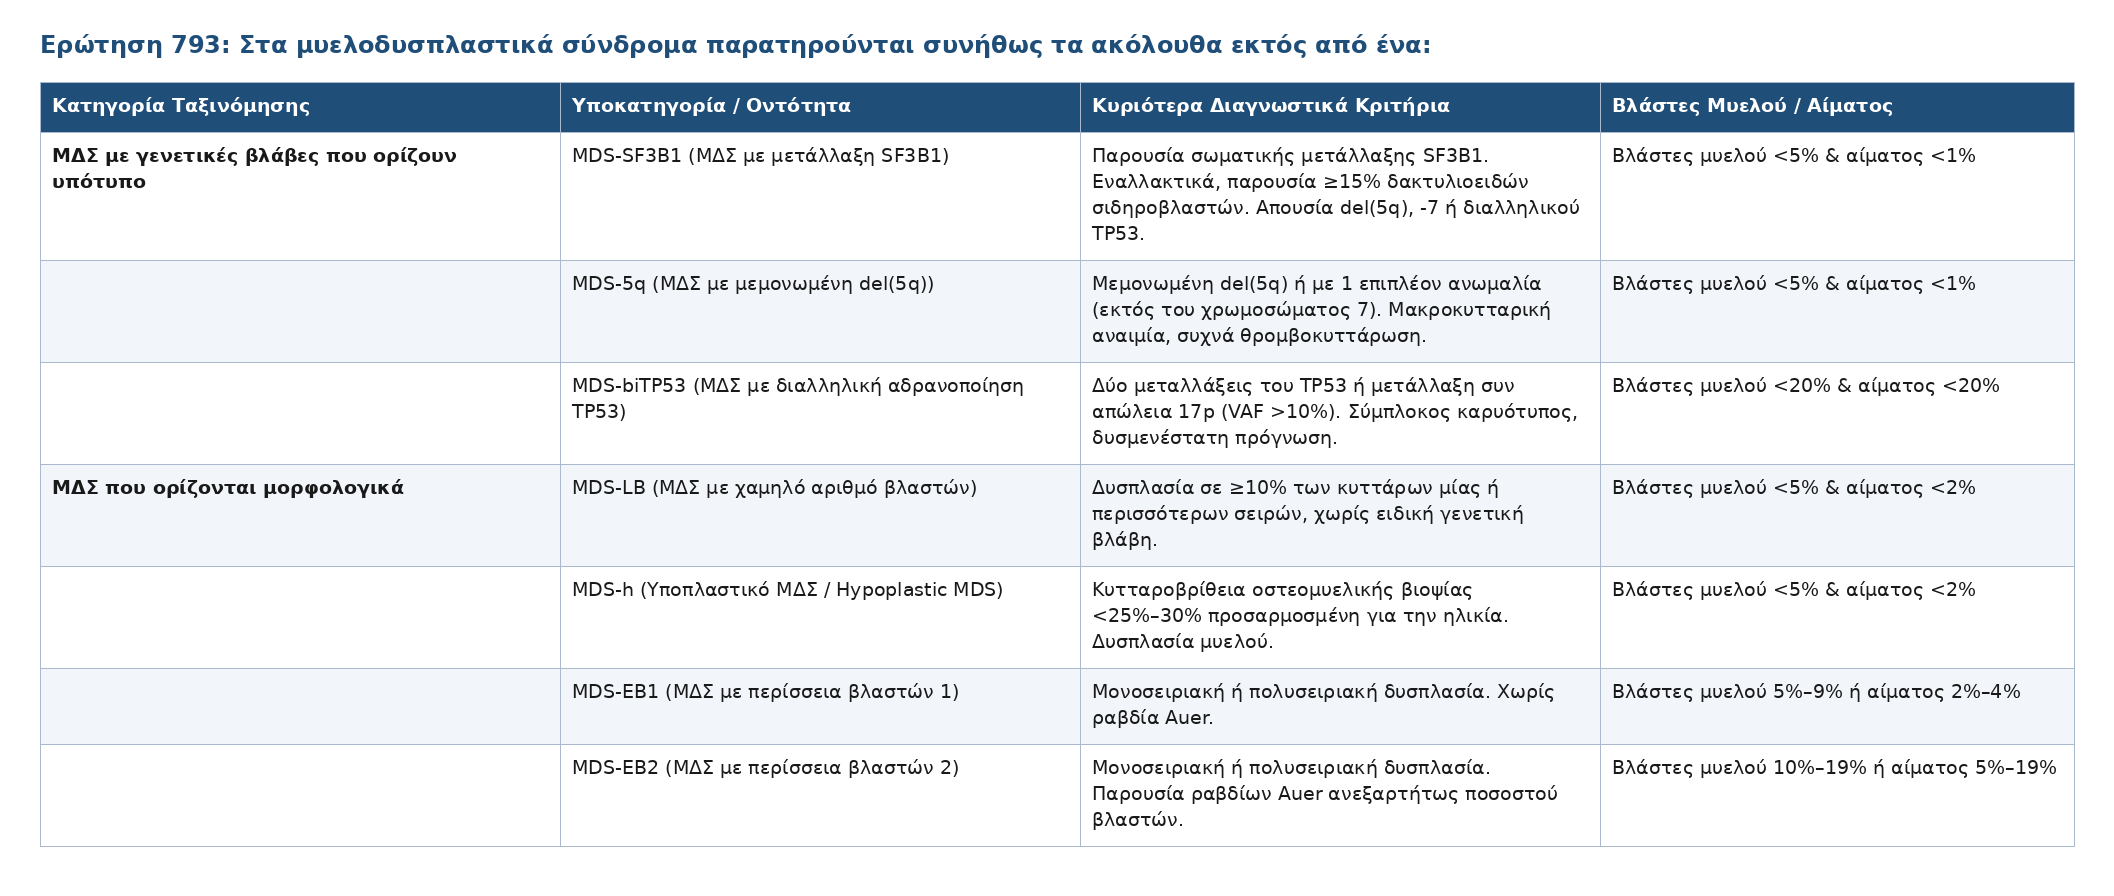 Ερώτηση 793: Στα μυελοδυσπλαστικά σύνδρομα παρατηρούνται συνήθως τα ακόλουθα εκτός από ένα:
Κατηγορία Ταξινόμησης
Υποκατηγορία / Οντότητα
Κυριότερα Διαγνωστικά Κριτήρια
Βλάστες Μυελού / Αίματος
ΜΔΣ με γενετικές βλάβες που ορίζουν
υπότυπο
MDS-SF3B1 (ΜΔΣ με μετάλλαξη SF3B1)
Παρουσία σωματικής μετάλλαξης SF3B1.
Εναλλακτικά, παρουσία ≥15% δακτυλιοειδών
σιδηροβλαστών. Απουσία del(5q), -7 ή διαλληλικού
TP53.
Βλάστες μυελού <5% & αίματος <1%
MDS-5q (ΜΔΣ με μεμονωμένη del(5q))
Μεμονωμένη del(5q) ή με 1 επιπλέον ανωμαλία
(εκτός του χρωμοσώματος 7). Μακροκυτταρική
αναιμία, συχνά θρομβοκυττάρωση.
Βλάστες μυελού <5% & αίματος <1%
MDS-biTP53 (ΜΔΣ με διαλληλική αδρανοποίηση
TP53)
Δύο μεταλλάξεις του TP53 ή μετάλλαξη συν
απώλεια 17p (VAF >10%). Σύμπλοκος καρυότυπος,
δυσμενέστατη πρόγνωση.
Βλάστες μυελού <20% & αίματος <20%
ΜΔΣ που ορίζονται μορφολογικά
MDS-LB (ΜΔΣ με χαμηλό αριθμό βλαστών)
Δυσπλασία σε ≥10% των κυττάρων μίας ή
περισσότερων σειρών, χωρίς ειδική γενετική
βλάβη.
Βλάστες μυελού <5% & αίματος <2%
MDS-h (Υποπλαστικό ΜΔΣ / Hypoplastic MDS)
Κυτταροβρίθεια οστεομυελικής βιοψίας
<25%–30% προσαρμοσμένη για την ηλικία.
Δυσπλασία μυελού.
Βλάστες μυελού <5% & αίματος <2%
MDS-EB1 (ΜΔΣ με περίσσεια βλαστών 1)
Μονοσειριακή ή πολυσειριακή δυσπλασία. Χωρίς
ραβδία Auer.
Βλάστες μυελού 5%–9% ή αίματος 2%–4%
MDS-EB2 (ΜΔΣ με περίσσεια βλαστών 2)
Μονοσειριακή ή πολυσειριακή δυσπλασία.
Παρουσία ραβδίων Auer ανεξαρτήτως ποσοστού
βλαστών.
Βλάστες μυελού 10%–19% ή αίματος 5%–19%